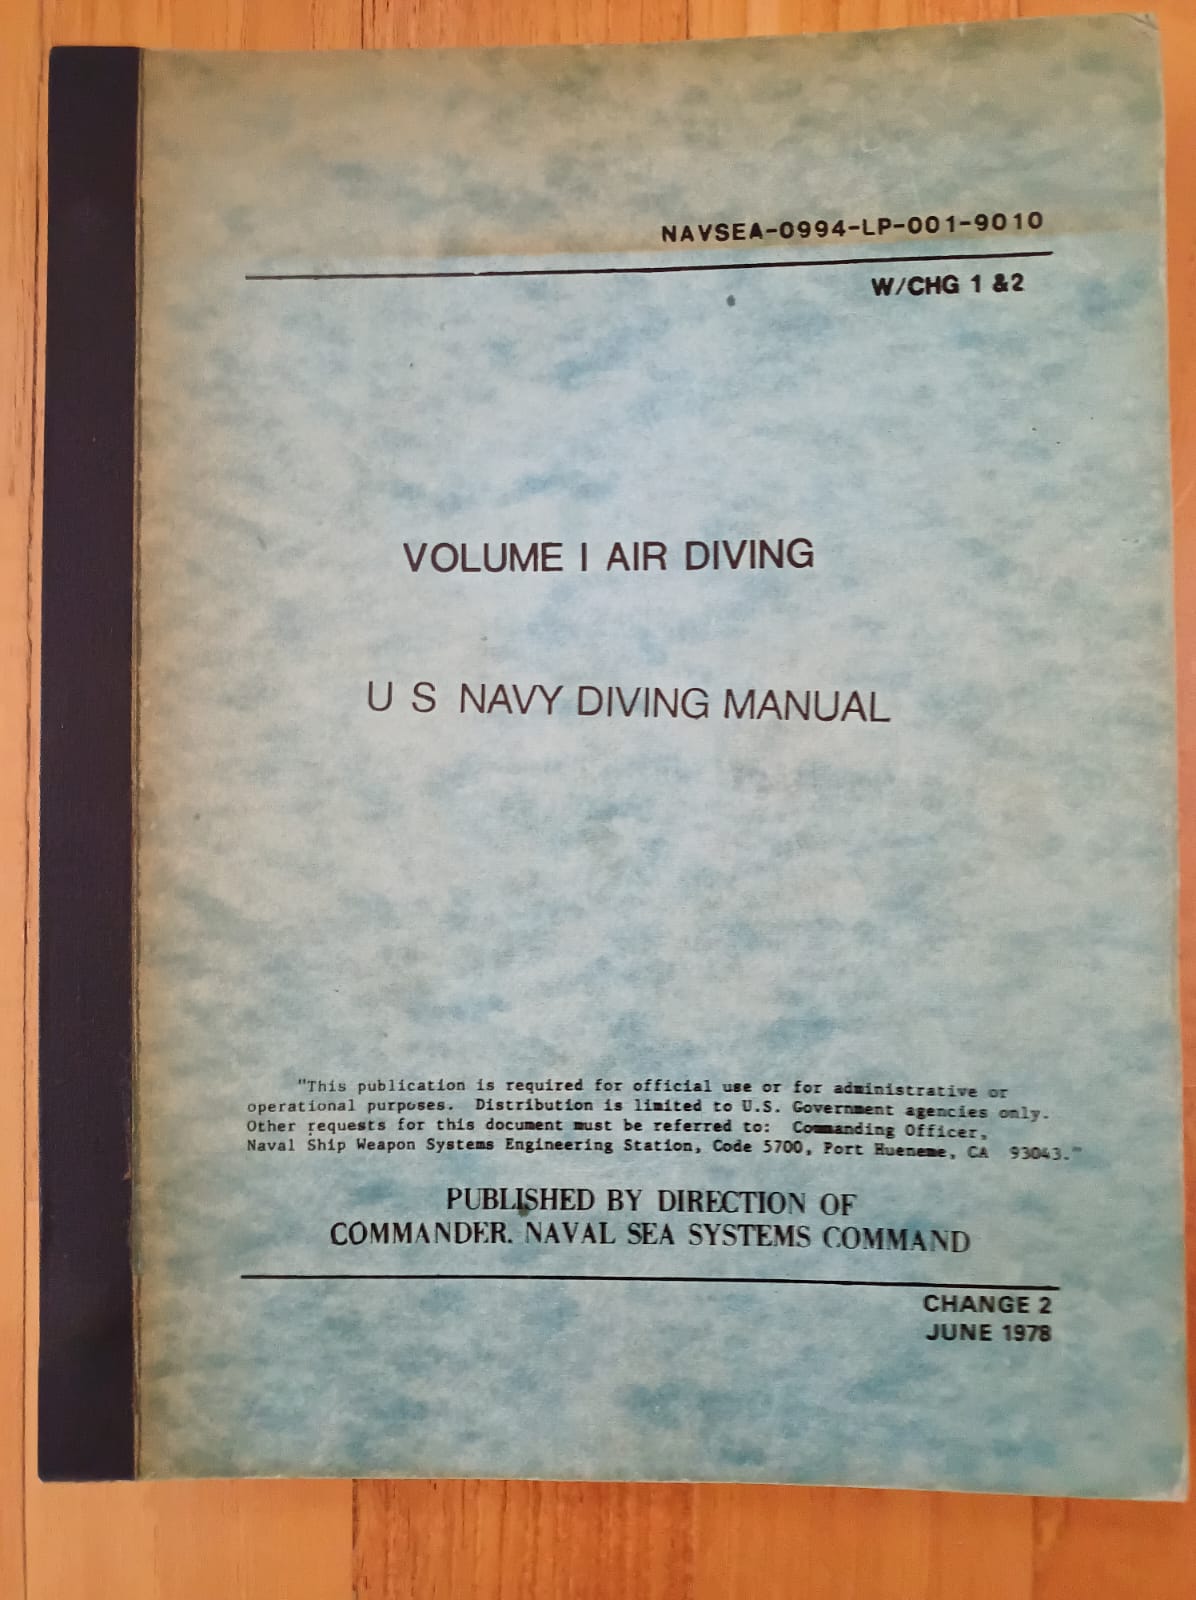 NAVSEA-0994-LP-001-9010
W/CHG 1 &2
VOLUME I AIR DIVING
U S NAVY DIVING MANUAL
"This publication is required for official use or for administrative or
operational purposes. Distribution is limited to U.S. Government agencies only.
Other requests for this document must be referred to: Commanding Officer,
Naval Ship Weapon Systems Engineering Station, Code 5700, Port Hueneme, CA 93043."
PUBLISHED BY DIRECTION OF
COMMANDER. NAVAL SEA SYSTEMS COMMAND
CHANGE 2
JUNE 1978